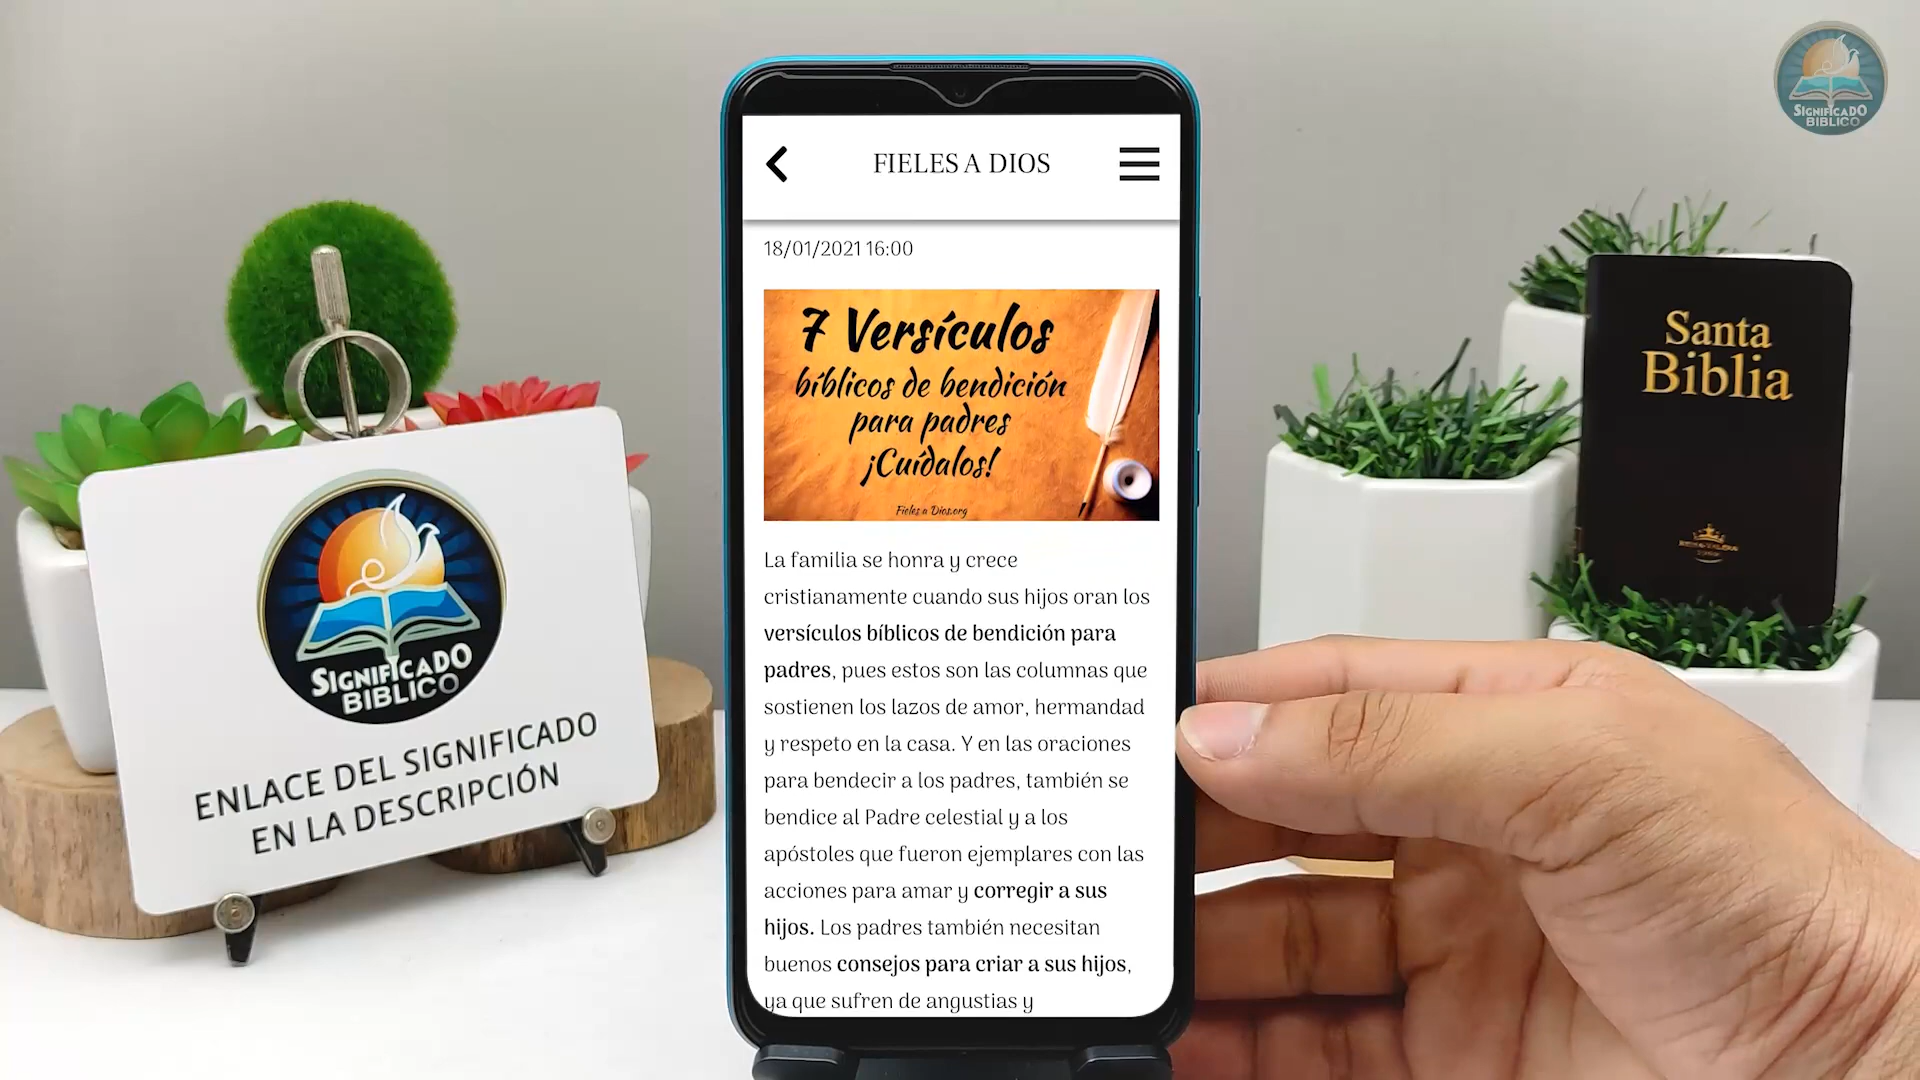 SIGNIFICADO
BIBLICO
FIELES A DIOS
18/01/2021 16:00
7 Versículos
bíblicos de bendición
para padres
¡Cuídalos!
Fieles a Dios.org
La familia se honra y crece
cristianamente cuando sus hijos oran los
versículos bíblicos de bendición para
padres, pues estos son las columnas que
sostienen los lazos de amor, hermandad
y respeto en la casa. Y en las oraciones
para bendecir a los padres, también se
bendice al Padre celestial y a los
apóstoles que fueron ejemplares con las
acciones para amar y corregir a sus
hijos. Los padres también necesitan
buenos consejos para criar a sus hijos,
ya que sufren de angustias y
SIGNIFICADO
BIBLICO
ENLACE DEL SIGNIFICADO
EN LA DESCRIPCIÓN
Santa
Biblia